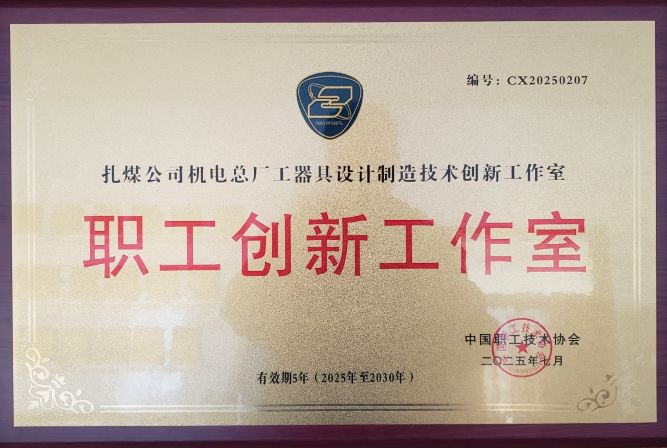 编号：CX20250207
扎煤公司机电总厂工器具设计制造技术创新工作室
职工创新工作室
中国职工技术协会
二〇二五年七月
有效期5年（2025年至2030年）